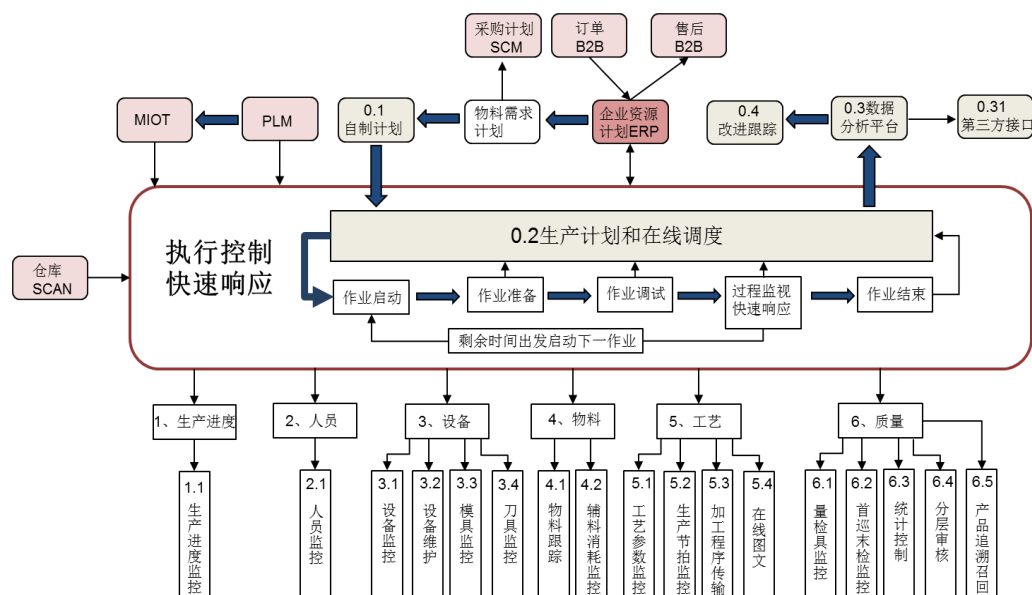 采购计划
SCM
订单
B2B
售后
B2B
MIOT
PLM
0.1
自制计划
物料需求
计划
企业资源
计划ERP
0.4
改进跟踪
0.3数据
分析平台
0.31
第三方接口
执行控制
快速响应
0.2生产计划和在线调度
仓库
SCAN
作业启动
作业准备
作业调试
过程监视
快速响应
作业结束
剩余时间出发启动下一作业
1、生产进度
2、人员
3、设备
4、物料
5、工艺
6、质量
1.1
生产进度监控
2.1
人员监控
3.1
设备监控
3.2
设备维护
3.3
模具监控
3.4
刀具监控
4.1
物料跟踪
4.2
辅料消耗监控
5.1
工艺参数监控
5.2
生产节拍监控
5.3
加工程序传输
5.4
在线图文
6.1
量检具监控
6.2
首巡末检监控
6.3
统计控制
6.4
分层审核
6.5
产品追溯召回